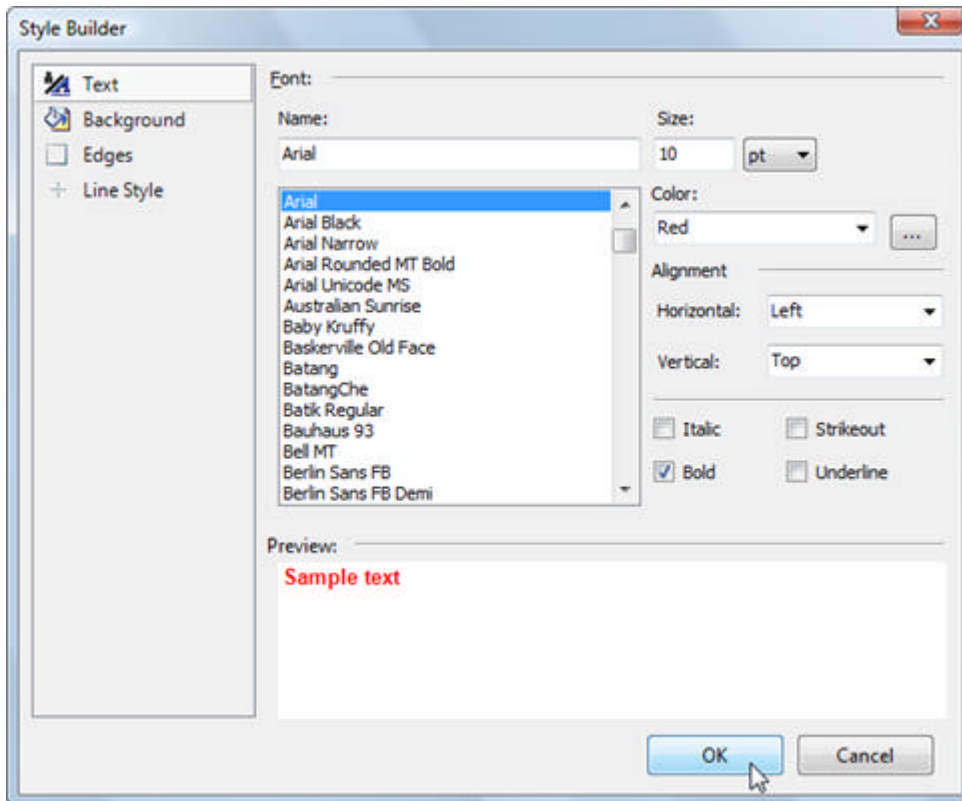 Style Builder
Text
Background
Edges
Line Style
Font:
Name:
Arial
Arial
Arial Black
Arial Narrow
Arial Rounded MT Bold
Arial Unicode MS
Australian Sunrise
Baby Kruffy
Baskerville Old Face
Batang
BatangChe
Batik Regular
Bauhaus 93
Bell MT
Berlin Sans FB
Berlin Sans FB Demi
Size:
10 pt
Color:
Red ...
Alignment
Horizontal: Left
Vertical: Top
Italic Strikeout
Bold Underline
Preview:
Sample text
OK Cancel